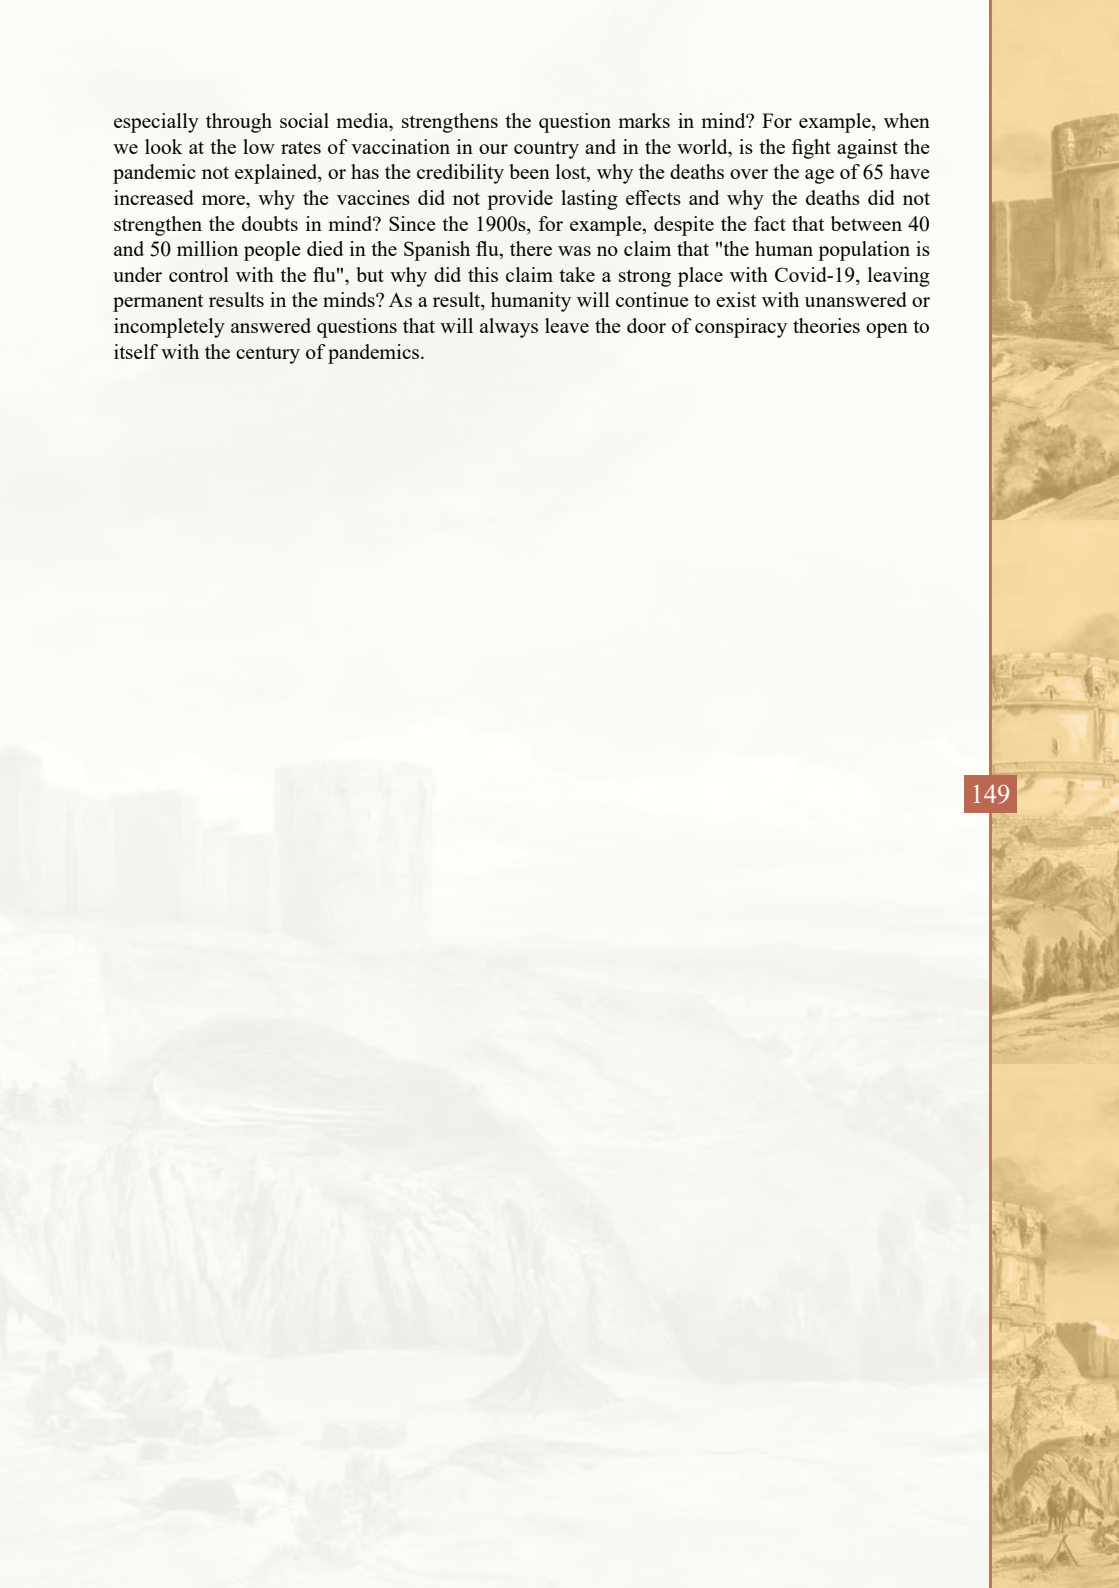 especially through social media, strengthens the question marks in mind? For example, when
we look at the low rates of vaccination in our country and in the world, is the fight against the
pandemic not explained, or has the credibility been lost, why the deaths over the age of 65 have
increased more, why the vaccines did not provide lasting effects and why the deaths did not
strengthen the doubts in mind? Since the 1900s, for example, despite the fact that between 40
and 50 million people died in the Spanish flu, there was no claim that "the human population is
under control with the flu", but why did this claim take a strong place with Covid-19, leaving
permanent results in the minds? As a result, humanity will continue to exist with unanswered or
incompletely answered questions that will always leave the door of conspiracy theories open to
itself with the century of pandemics.
149